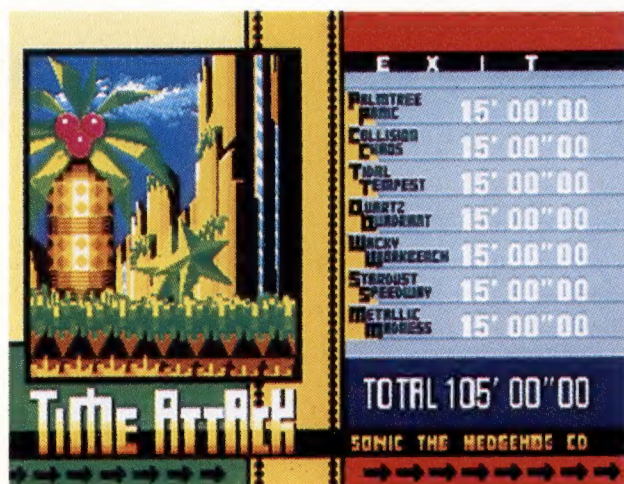 EXIT
PALMTREE
PANIC 15' 00"00
COLLISION
CHAOS 15' 00"00
TIDAL
TEMPEST 15' 00"00
QUARTZ
QUADRANT 15' 00"00
WACKY
WORKBENCH 15' 00"00
STARDUST
SPEEDWAY 15' 00"00
METALLIC
MADNESS 15' 00"00
TOTAL 105' 00"00
TIME ATTACK
SONIC THE HEDGEHOG CD